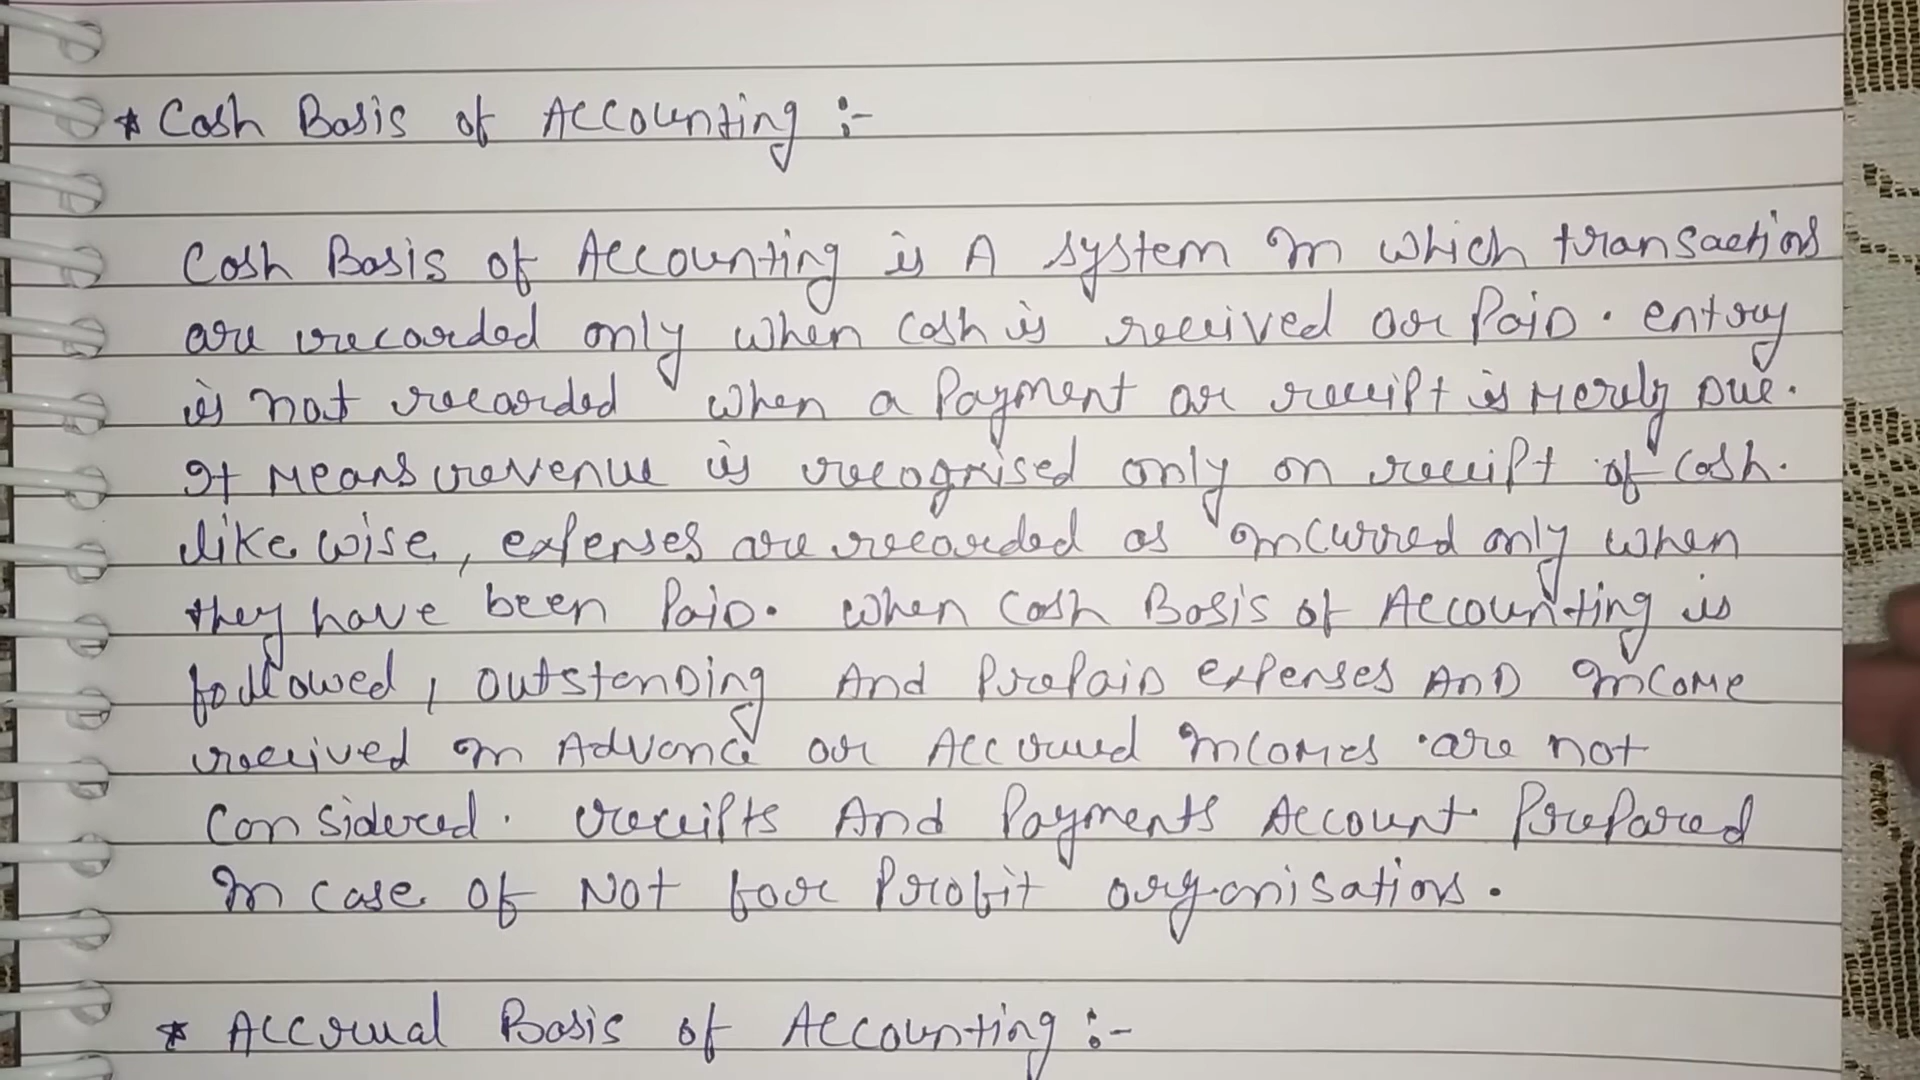 * Cash Basis of Accounting :-
Cash Basis of Accounting is A system in which transactions
are recorded only when cash is received or Paid. entry
is not recorded when a Payment or receipt is Merely Due.
It Means revenue is recognised only on receipt of cash.
like wise, expenses are recorded as incurred only when
they have been Paid. when cash Basis of Accounting is
followed, outstanding And Prepaid expenses And income
received in Advance or Accrued incomes are not
considered. receipts And Payments Account Prepared
in case of Not for Profit organisations.
* Accrual Basis of Accounting :-